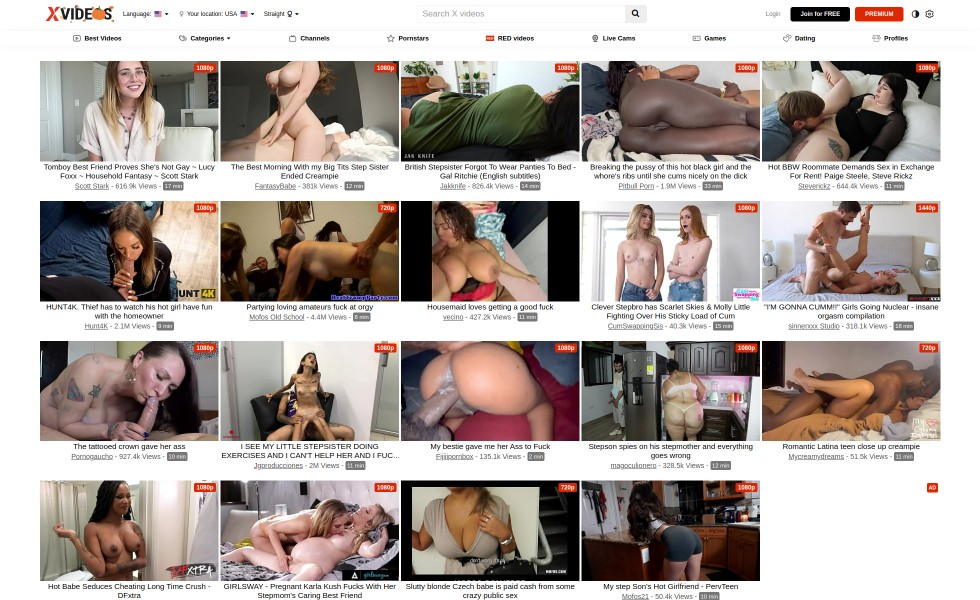 XVIDEOS
Language:
Your location: USA
Straight
Search X videos
Login
Join for FREE
PREMIUM
Best Videos
Categories
Channels
Pornstars
RED videos
Live Cams
Games
Dating
Profiles
1080p
1080p
1080p
1080p
1080p
JAK KNIFE
Tomboy Best Friend Proves She's Not Gay ~ Lucy
Foxx ~ Household Fantasy ~ Scott Stark
Scott Stark - 616.9k Views - 17 min
The Best Morning With my Big Tits Step Sister
Ended Creampie
FantasyBabe - 381k Views - 12 min
British Stepsister Forgot To Wear Panties To Bed -
Gal Ritchie (English subtitles)
Jakknife - 826.4k Views - 14 min
Breaking the pussy of this hot black girl and the
whore's ribs until she cums nicely on the dick
Pitbull Porn - 1.9M Views - 33 min
Hot BBW Roommate Demands Sex in Exchange
For Rent! Paige Steele, Steve Rickz
Steverickz - 644.4k Views - 11 min
1080p
720p
1080p
1440p
HUNT 4K
HUNT4K. Thief has to watch his hot girl have fun
with the homeowner
Hunt4K - 2.1M Views - 9 min
Partying loving amateurs fuck at orgy
Mofos Old School - 4.4M Views - 8 min
Housemaid loves getting a good fuck
vecino - 427.2k Views - 11 min
Clever Stepbro has Scarlet Skies & Molly Little
Fighting Over His Sticky Load of Cum
CumSwappingSis - 40.3k Views - 15 min
"I'M GONNA CUMM!!" Girls Going Nuclear - insane
orgasm compilation
sinnerxxx Studio - 318.1k Views - 18 min
1080p
1080p
1080p
1080p
720p
The tattooed crown gave her ass
Pornogaucho - 927.4k Views - 10 min
I SEE MY LITTLE STEPSISTER DOING
EXERCISES AND I CAN'T HELP HER AND I FUC...
Jgproducciones - 2M Views - 11 min
My bestie gave me her Ass to Fuck
Fijiiipornbox - 135.1k Views - 2 min
Stepson spies on his stepmother and everything
goes wrong
magoculionero - 328.5k Views - 12 min
Romantic Latina teen close up creampie
Mycreamydreams - 51.5k Views - 11 min
1080p
1080p
720p
1080p
AD
MOFOS.COM
Hot Babe Seduces Cheating Long Time Crush -
DFxtra
GIRLSWAY - Pregnant Karla Kush Fucks With Her
Stepmom's Caring Best Friend
Slutty blonde Czech babe is paid cash from some
crazy public sex
My step Son's Hot Girlfriend - PervTeen
Mofos21 - 50.4k Views - 10 min